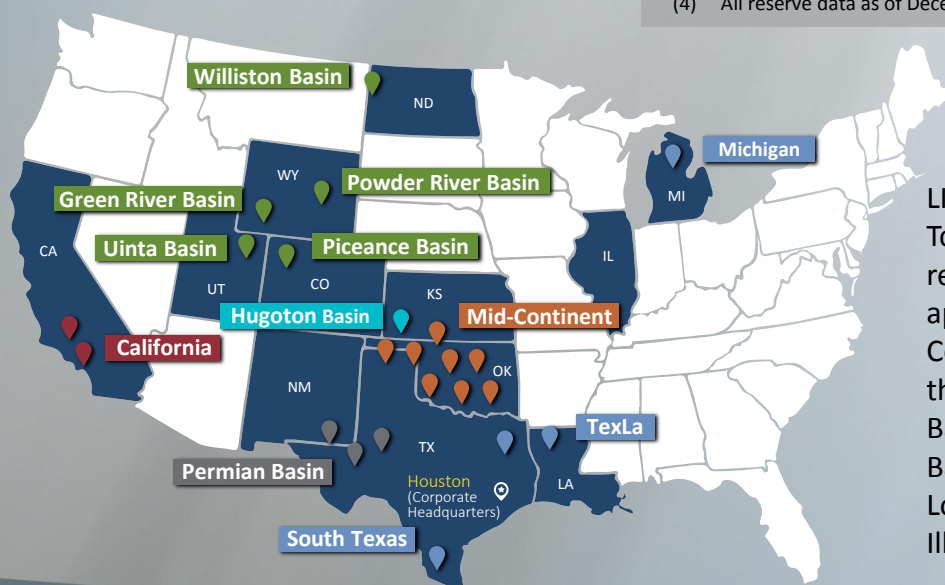 (4) All reserve data as of Dece
Williston Basin
ND
Michigan
WY
Powder River Basin
MI
Green River Basin
CA
Uinta Basin
Piceance Basin
IL
UT
CO
KS
Hugoton Basin
Mid-Continent
California
OK
NM
TexLa
TX
Permian Basin
Houston
(Corporate
Headquarters)
LA
South Texas
To
re
ap
Co
th
B
Ba
Lo
Ill